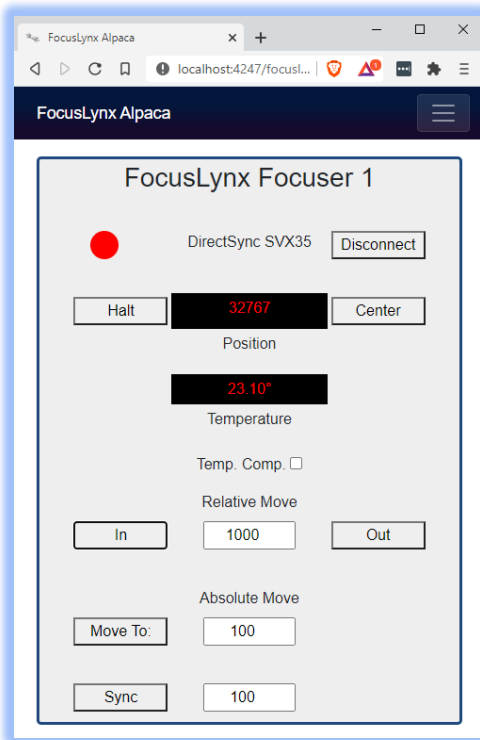 FocusLynx Alpaca
localhost:4247/focusl...
1
FocusLynx Alpaca
FocusLynx Focuser 1
DirectSync SVX35 Disconnect
Halt 32767 Center
Position
23.10°
Temperature
Temp. Comp.
Relative Move
In 1000 Out
Absolute Move
Move To: 100
Sync 100